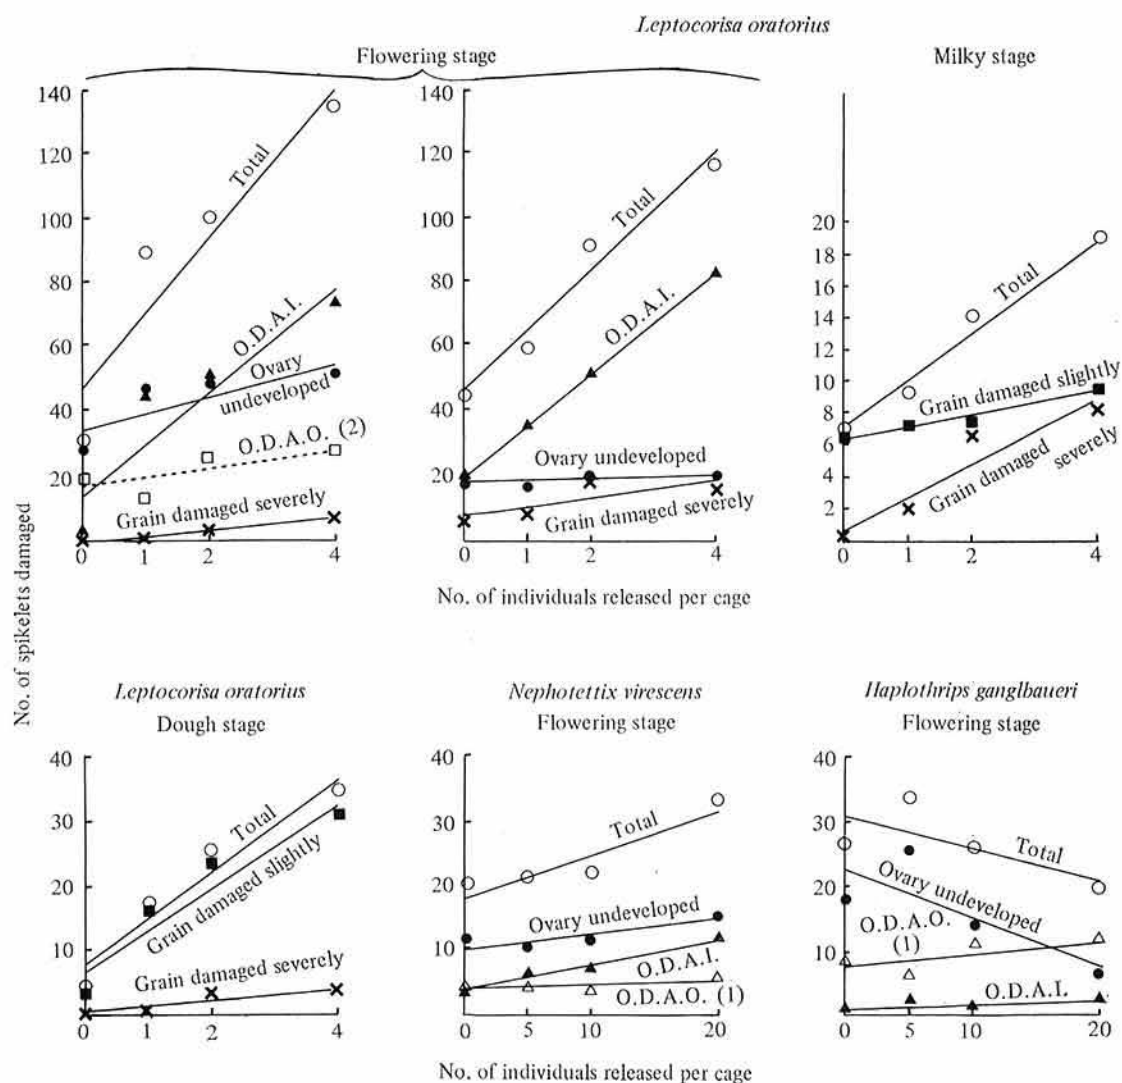 Leptocorisa oratorius
Flowering stage
Milky stage
No. of spikelets damaged
140
120
100
80
60
40
20
0
1
2
4
Total
O.D.A.I.
Ovary
undeveloped
O.D.A.O. (2)
Grain damaged severely
140
120
100
80
60
40
20
0
1
2
4
Total
O.D.A.I.
Ovary undeveloped
Grain damaged severely
20
18
16
14
12
10
8
6
4
2
0
1
2
4
Total
Grain damaged slightly
Grain damaged
severely
No. of individuals released per cage
Leptocorisa oratorius
Dough stage
40
30
20
10
0
1
2
4
Total
Grain damaged slightly
Grain damaged severely
Nephotettix virescens
Flowering stage
40
30
20
10
0
5
10
20
Total
Ovary undeveloped
O.D.A.I.
O.D.A.O. (1)
Haplothrips ganglbaueri
Flowering stage
40
30
20
10
0
5
10
20
Total
Ovary undeveloped
O.D.A.O.
(1)
O.D.A.I.
No. of individuals released per cage